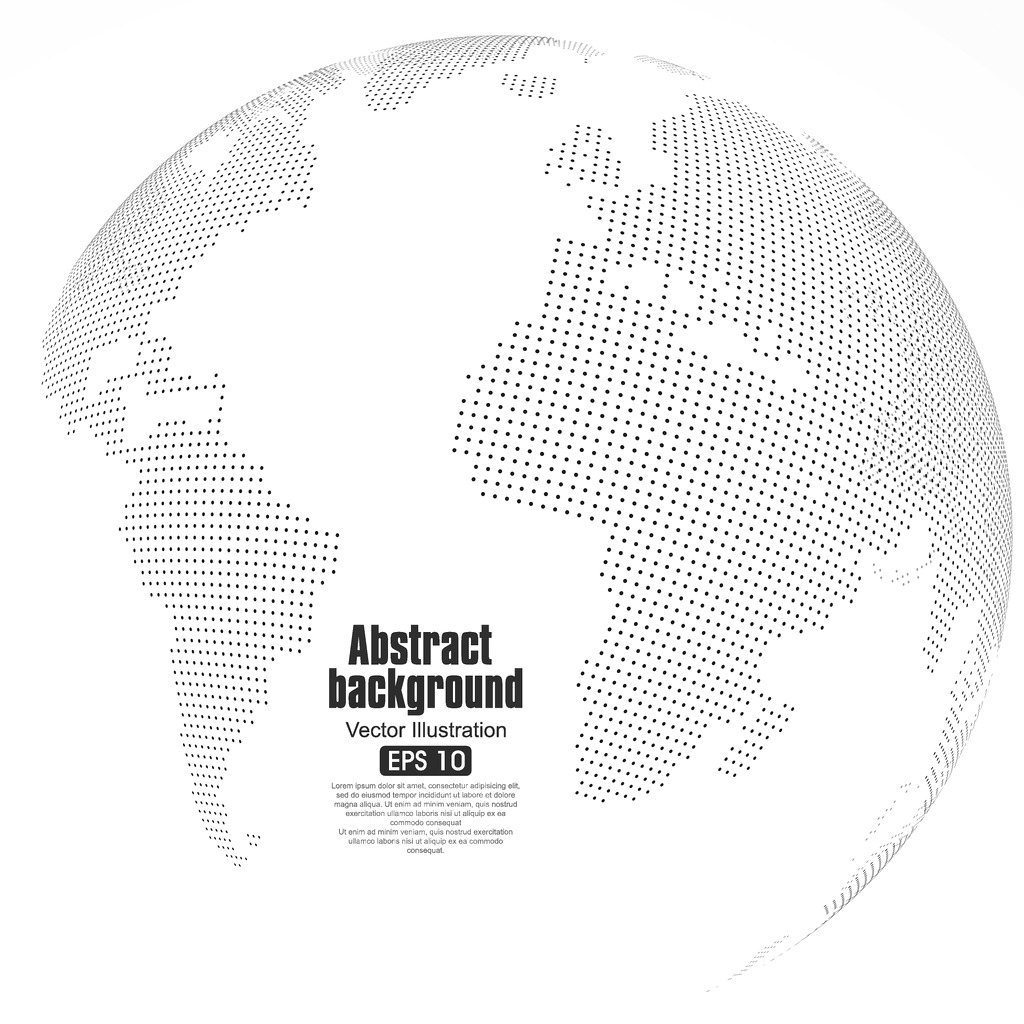 Abstract
background
Vector Illustration
EPS 10
Lorem ipsum dolor sit amet, consectetur adipisicing elit,
sed do eiusmod tempor incididunt ut labore et dolore
magna aliqua. Ut enim ad minim veniam, quis nostrud
exercitation ullamco laboris nisi ut aliquip ex ea
commodo consequat
Ut enim ad minim veniam, quis nostrud exercitation
ullamco laboris nisi ut aliquip ex ea commodo
consequat.